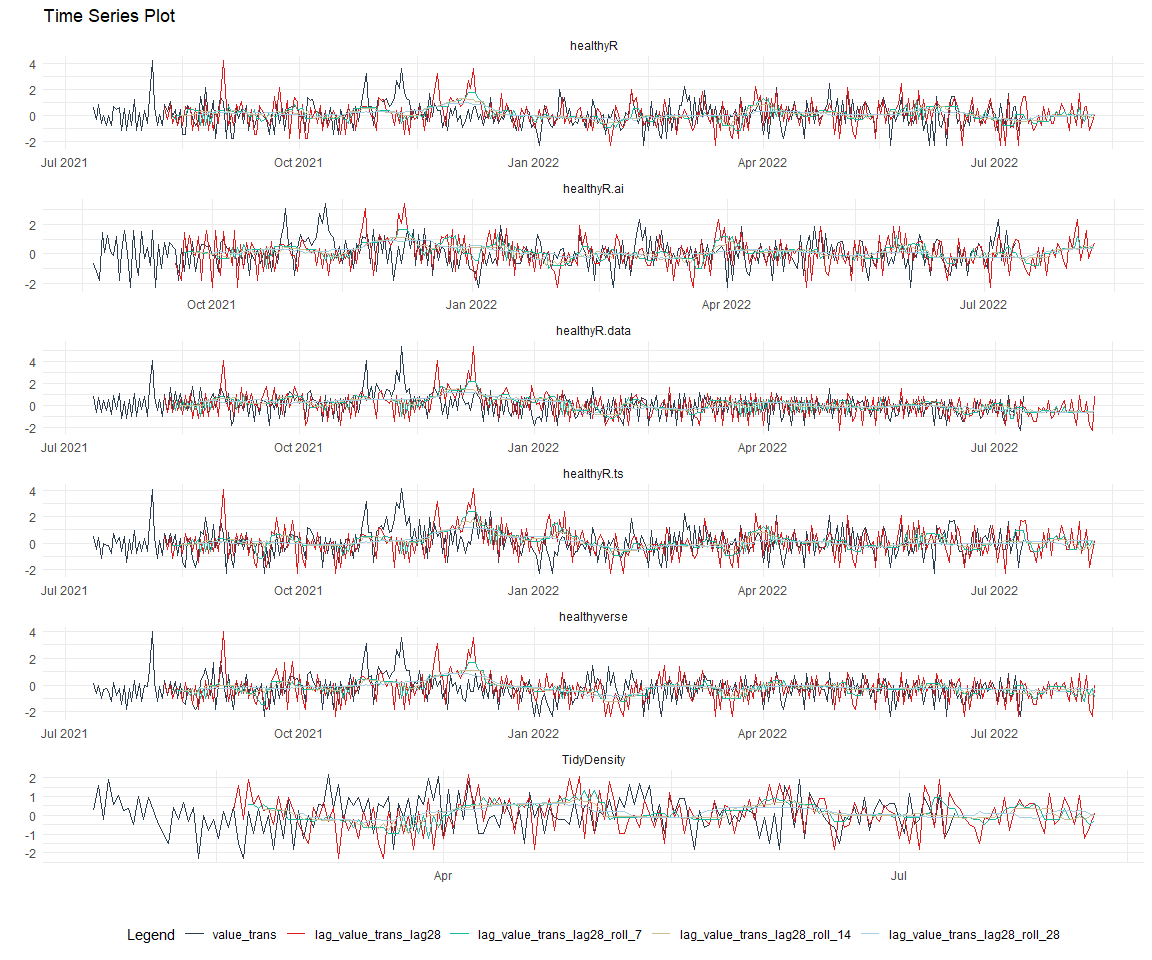 Time Series Plot
healthyR
4
2
0
-2
Jul 2021 Oct 2021 Jan 2022 Apr 2022 Jul 2022
healthyR.ai
2
0
-2
Oct 2021 Jan 2022 Apr 2022 Jul 2022
healthyR.data
4
2
0
-2
Jul 2021 Oct 2021 Jan 2022 Apr 2022 Jul 2022
healthyR.ts
4
2
0
-2
Jul 2021 Oct 2021 Jan 2022 Apr 2022 Jul 2022
healthyverse
4
2
0
-2
Jul 2021 Oct 2021 Jan 2022 Apr 2022 Jul 2022
TidyDensity
2
1
0
-1
-2
Apr Jul
Legend value_trans lag_value_trans_lag28 lag_value_trans_lag28_roll_7 lag_value_trans_lag28_roll_14 lag_value_trans_lag28_roll_28